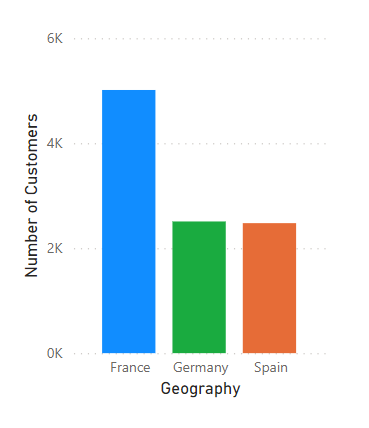 6K
4K
2K
0K
Number of Customers
France Germany Spain
Geography